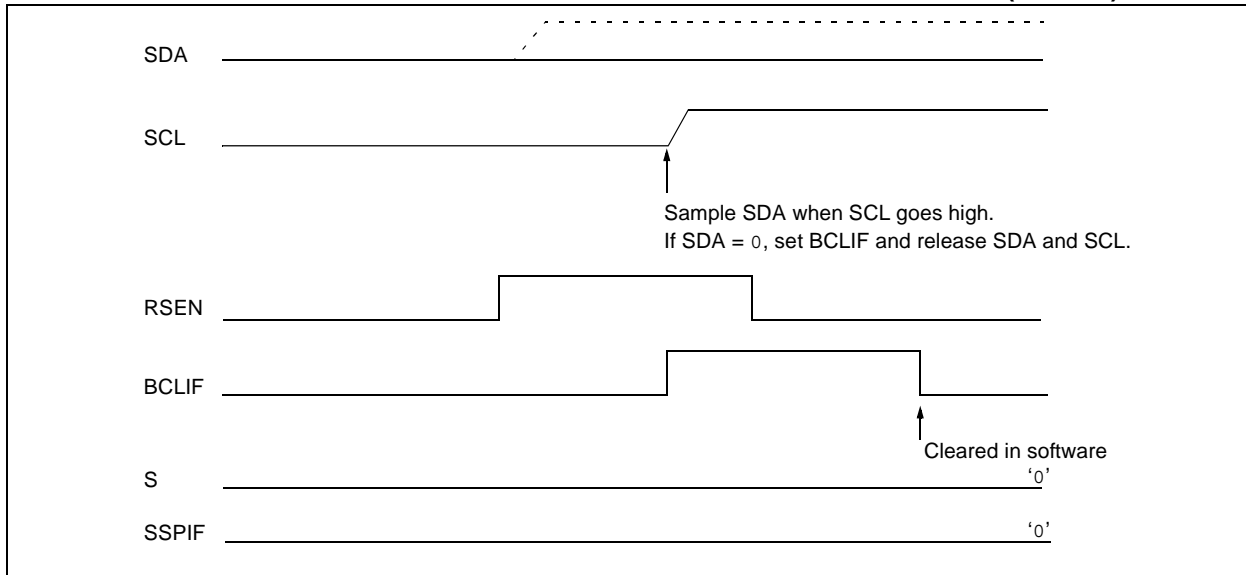 SDA
SCL
Sample SDA when SCL goes high.
If SDA = 0, set BCLIF and release SDA and SCL.
RSEN
BCLIF
Cleared in software
S
‘0’
SSPIF
‘0’